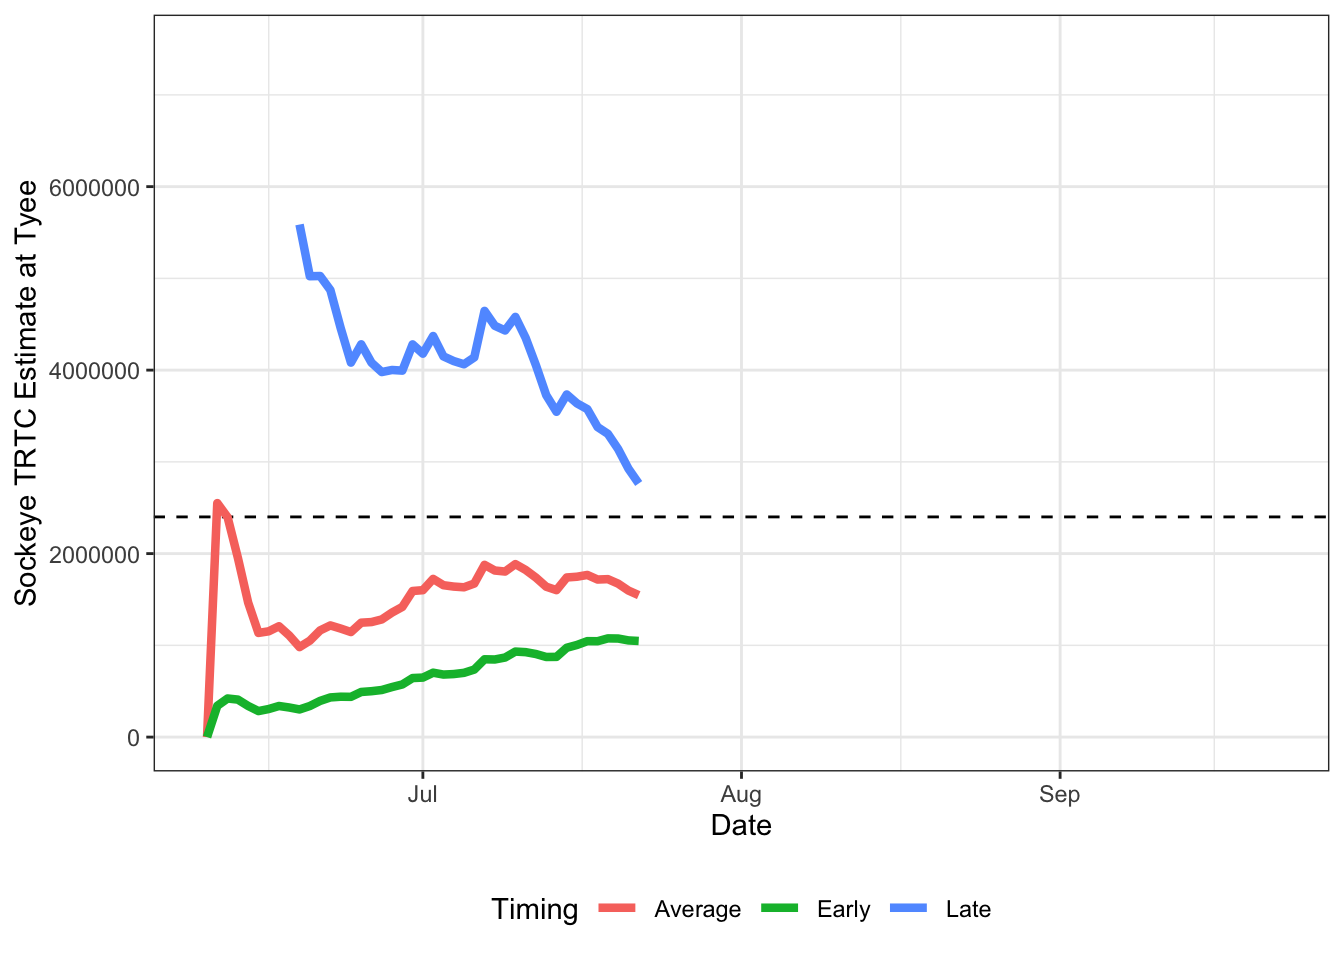 Sockeye TRTC Estimate at Tyee
6000000
4000000
2000000
0
Jul Aug Sep
Date
Timing Average Early Late